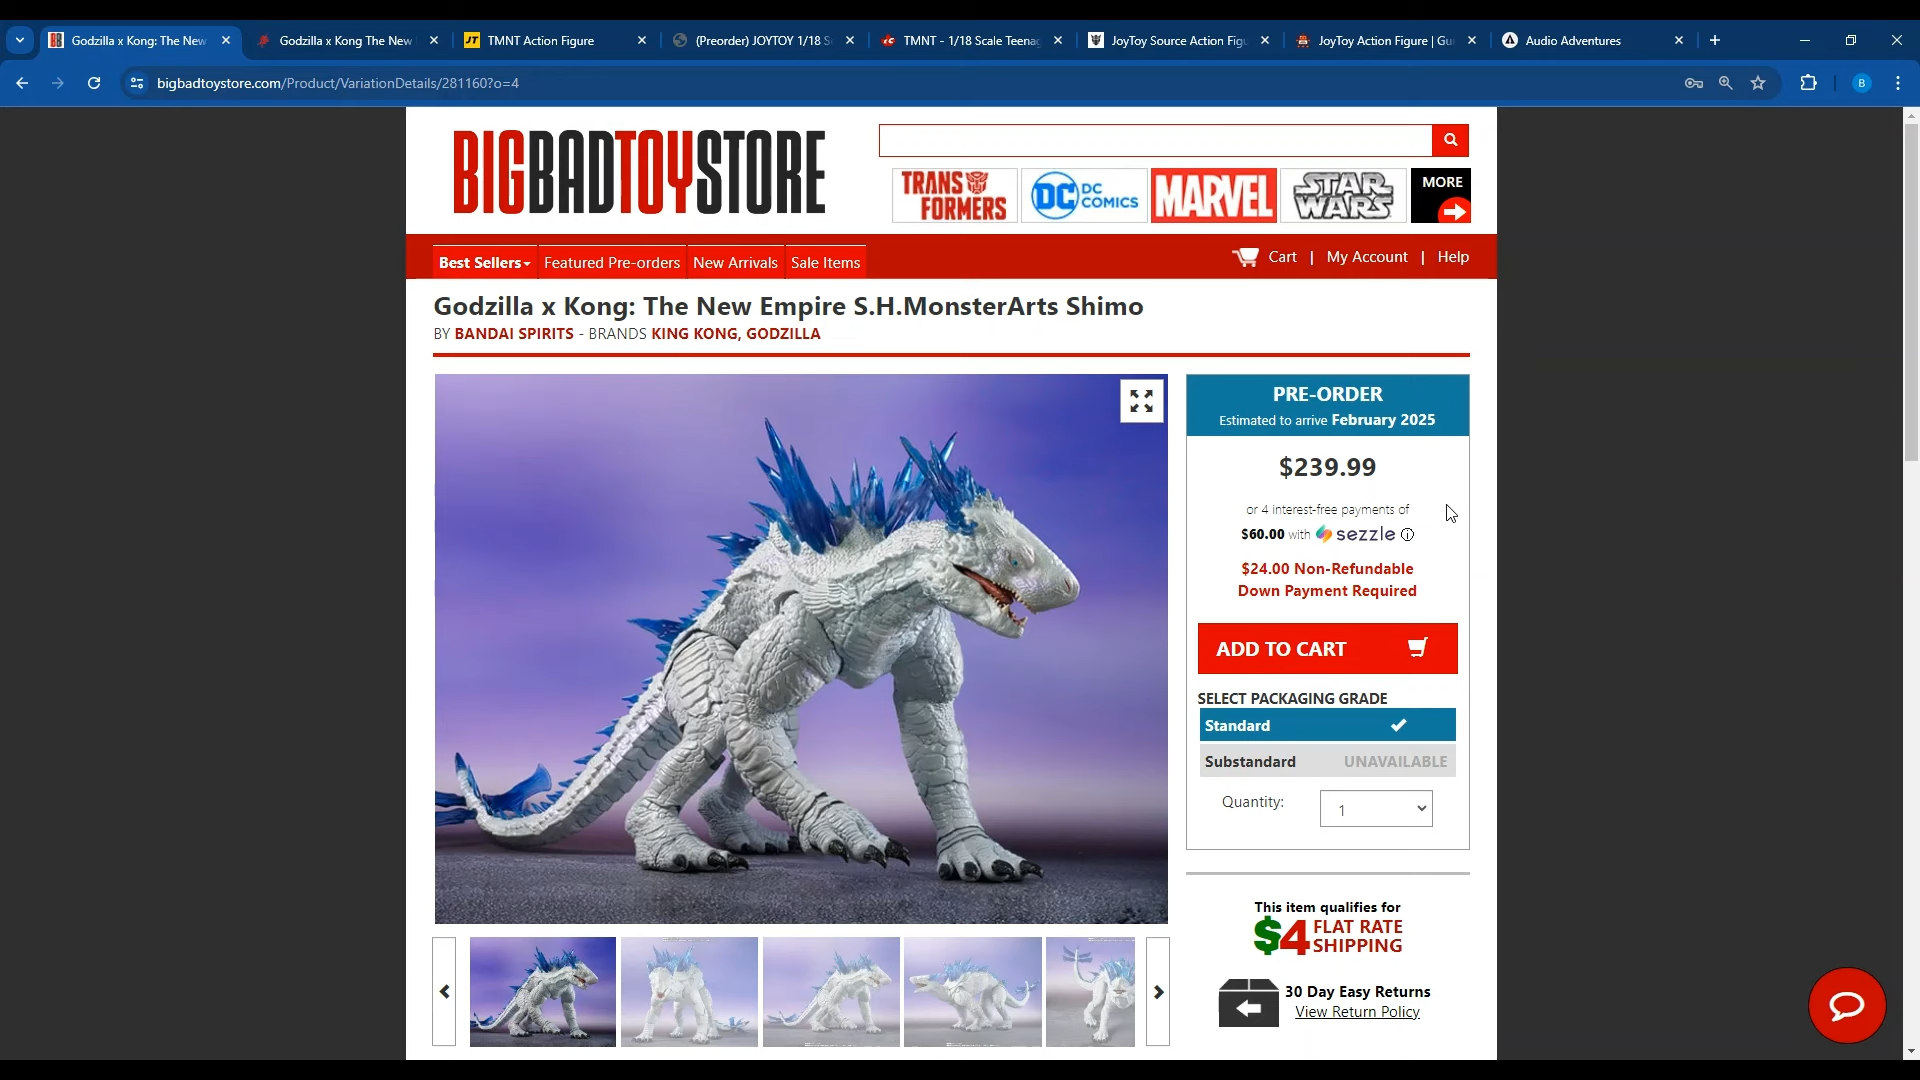 Godzilla x Kong: The New
Godzilla x Kong The New
TMNT Action Figure
(Preorder) JOYTOY 1/18 S
TMNT - 1/18 Scale Teenag
JoyToy Source Action Figu
JoyToy Action Figure | Gun
Audio Adventures
bigbadtoystore.com/Product/VariationDetails/281160?o=4
B
BIGBADTOYSTORE
TRANSFORMERS
DC
DC COMICS
MARVEL
STAR WARS
MORE
Best Sellers
Featured Pre-orders
New Arrivals
Sale Items
Cart | My Account | Help
Godzilla x Kong: The New Empire S.H.MonsterArts Shimo
BY BANDAI SPIRITS - BRANDS KING KONG, GODZILLA
PRE-ORDER
Estimated to arrive February 2025
$239.99
or 4 interest-free payments of
$60.00 with sezzle
$24.00 Non-Refundable
Down Payment Required
ADD TO CART
SELECT PACKAGING GRADE
Standard
Substandard UNAVAILABLE
Quantity: 1
This item qualifies for
$4 FLAT RATE
SHIPPING
30 Day Easy Returns
View Return Policy